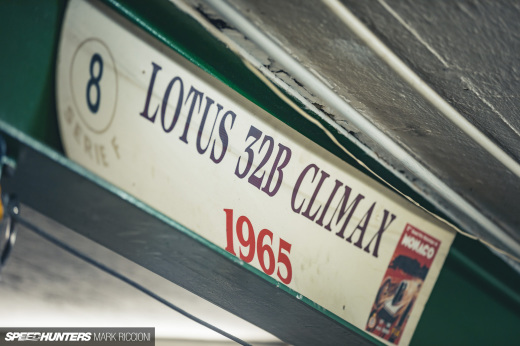 8
SERIE F
LOTUS 32B CLIMAX
1965
MONACO
SPEEDHUNTERS MARK RICCIONI